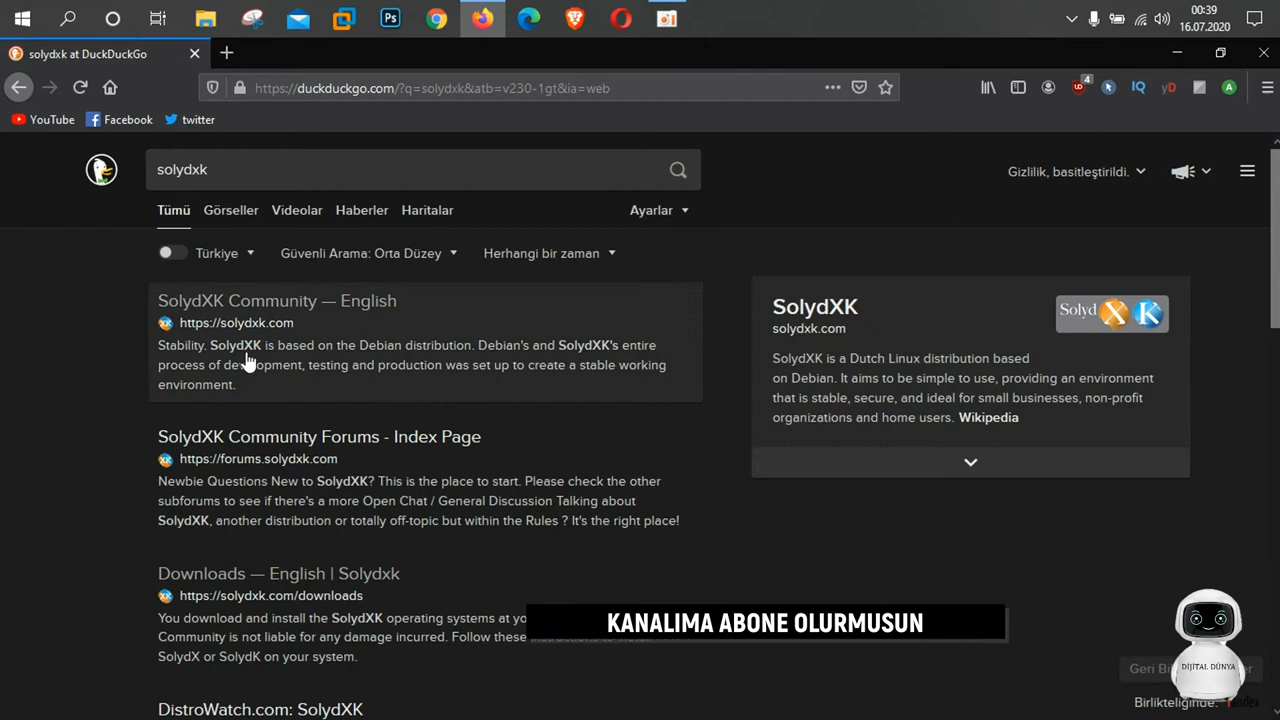 00:39
16.07.2020
solydxk at DuckDuckGo
https://duckduckgo.com/?q=solydxk&atb=v230-1gt&ia=web
4
YouTube Facebook twitter
solydxk
Gizlilik, basitleştirildi.
Tümü Görseller Videolar Haberler Haritalar Ayarlar
Türkiye Güvenli Arama: Orta Düzey Herhangi bir zaman
SolydXK Community — English
https://solydxk.com
Stability. SolydXK is based on the Debian distribution. Debian's and SolydXK's entire
process of development, testing and production was set up to create a stable working
environment.
SolydXK
solydxk.com
Solyd X K
SolydXK is a Dutch Linux distribution based
on Debian. It aims to be simple to use, providing an environment
that is stable, secure, and ideal for small businesses, non-profit
organizations and home users. Wikipedia
SolydXK Community Forums - Index Page
https://forums.solydxk.com
Newbie Questions New to SolydXK? This is the place to start. Please check the other
subforums to see if there's a more Open Chat / General Discussion Talking about
SolydXK, another distribution or totally off-topic but within the Rules ? It's the right place!
Downloads — English | Solydxk
https://solydxk.com/downloads
You download and install the SolydXK operating systems at
Community is not liable for any damage incurred. Follow these
SolydX or SolydK on your system.
KANALIMA ABONE OLURMUSUN
DİJİTAL DÜNYA
Geri
Birlikteliğinde:
DistroWatch.com: SolydXK